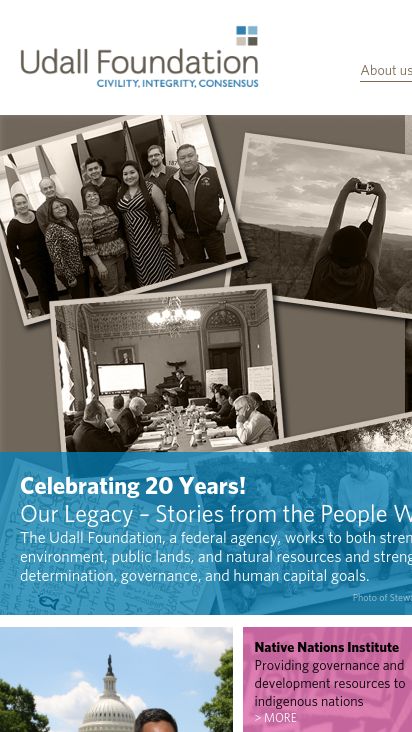 Udall Foundation
CIVILITY, INTEGRITY, CONSENSUS
About us
Celebrating 20 Years!
Our Legacy – Stories from the People W
The Udall Foundation, a federal agency, works to both stren
environment, public lands, and natural resources and streng
determination, governance, and human capital goals.
Photo of Stew
Native Nations Institute
Providing governance and
development resources to
indigenous nations
> MORE